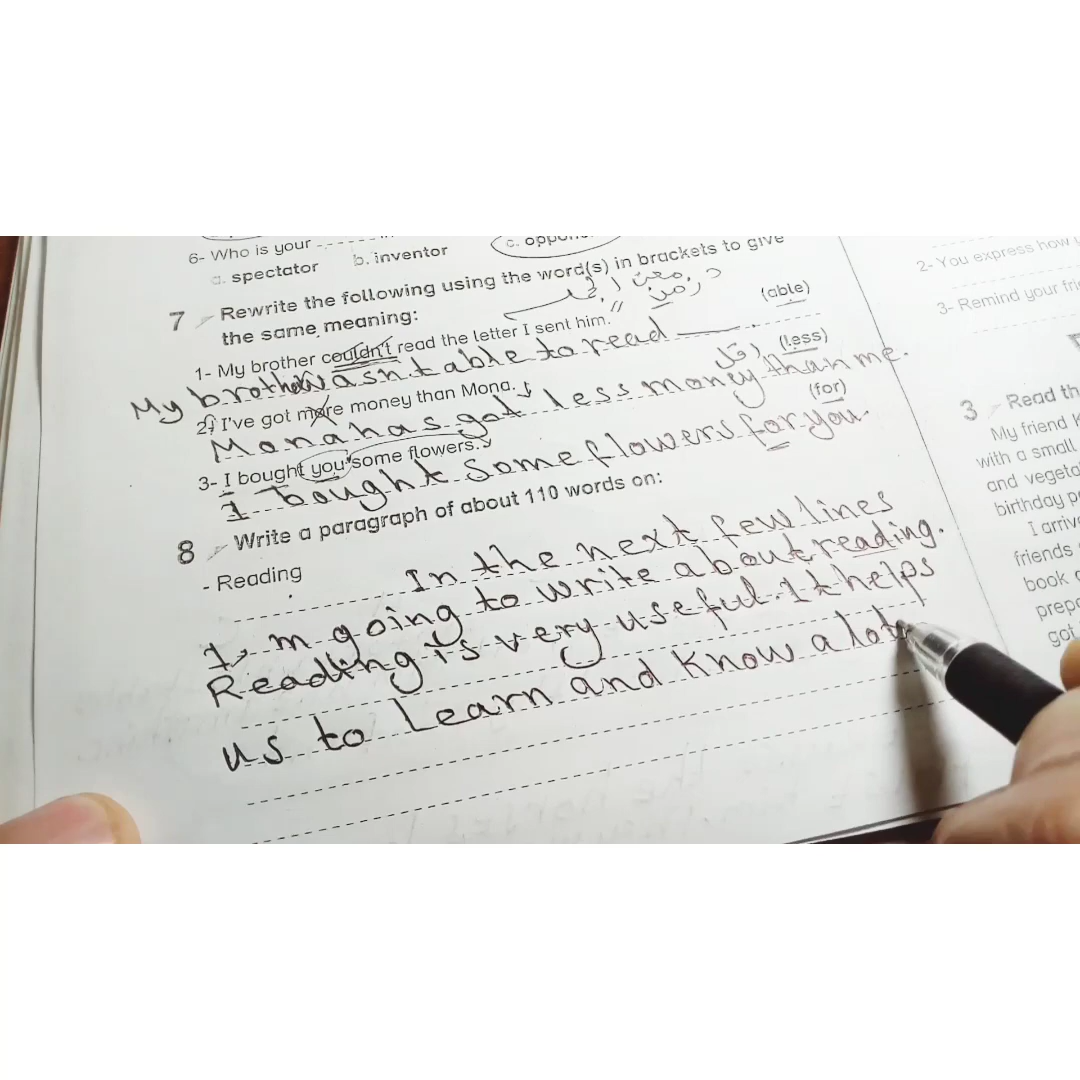 6- Who is your
a. spectator b. inventor c. oppon
7 Rewrite the following using the word(s) in brackets to give
the same meaning:
1- My brother couldn't read the letter I sent him. (able)
My brother wasn't able to read
2- I've got more money than Mona. اقل (less)
Mona has got less money than me.
3- I bought you some flowers. (for)
I bought some flowers for you.
8 Write a paragraph of about 110 words on:
- Reading
In the next few lines
I, m going to write about reading.
Reading is very useful. It helps
us to Learn and Know a lot
2- You express how
3- Remind your frie
3 Read th
My friend
with a small
and vegeta
birthday p
I arriv
friends
book
prepa
got